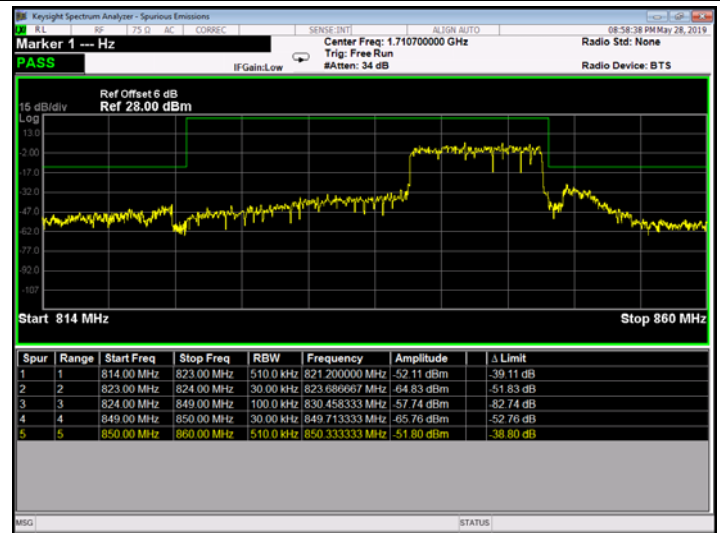 Keysight Spectrum Analyzer - Spurious Emissions
RL RF 75 Ω AC CORREC SENSE:INT ALIGN AUTO 08:58:38 PM May 28, 2019
Marker 1 --- Hz Center Freq: 1.710700000 GHz Radio Std: None
Trig: Free Run
PASS IFGain:Low #Atten: 34 dB Radio Device: BTS
Ref Offset 6 dB
15 dB/div Ref 28.00 dBm
Log
13.0
-2.00
-17.0
-32.0
-47.0
-62.0
-77.0
-92.0
-107
Start 814 MHz Stop 860 MHz
Spur Range Start Freq Stop Freq RBW Frequency Amplitude Δ Limit
1 1 814.00 MHz 823.00 MHz 510.0 kHz 821.200000 MHz -52.11 dBm -39.11 dB
2 2 823.00 MHz 824.00 MHz 30.00 kHz 823.686667 MHz -64.83 dBm -51.83 dB
3 3 824.00 MHz 849.00 MHz 100.0 kHz 830.458333 MHz -57.74 dBm -82.74 dB
4 4 849.00 MHz 850.00 MHz 30.00 kHz 849.713333 MHz -65.76 dBm -52.76 dB
5 5 850.00 MHz 860.00 MHz 510.0 kHz 850.333333 MHz -51.80 dBm -38.80 dB
MSG STATUS